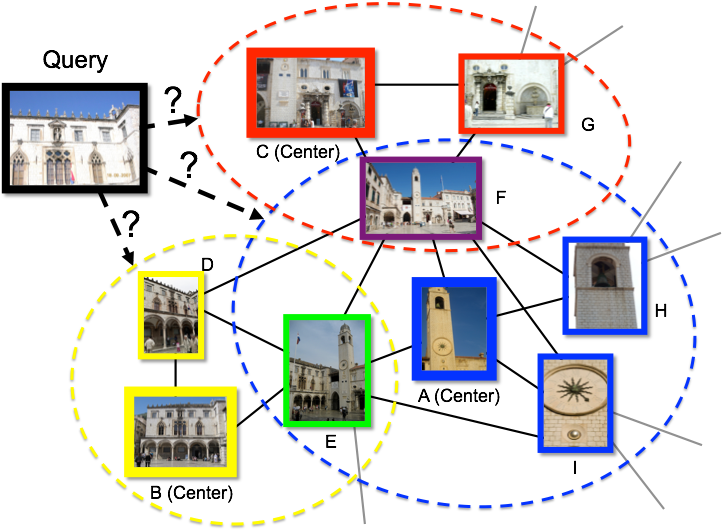 Query
?
?
?
C (Center)
G
F
D
H
A (Center)
E
I
B (Center)